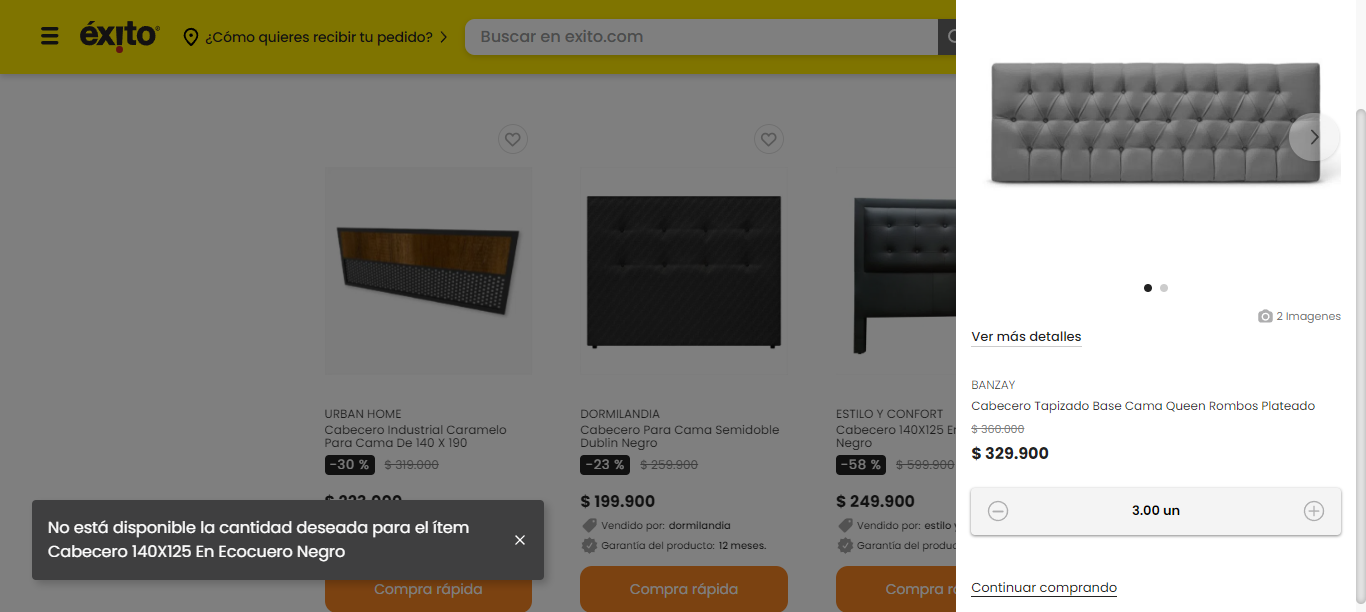 éxito
¿Cómo quieres recibir tu pedido?
Buscar en exito.com
URBAN HOME
Cabecero Industrial Caramelo
Para Cama De 140 X 190
-30 % $ 319.000
DORMILANDIA
Cabecero Para Cama Semidoble
Dublin Negro
-23 % $ 259.900
$ 199.900
Vendido por: dormilandia
Garantía del producto: 12 meses.
Compra rápida
ESTILO Y CONFORT
Cabecero 140X125 E
Negro
-58 % $ 599.900
$ 249.900
Vendido por: estilo
Garantía del produc
Compra r
No está disponible la cantidad deseada para el ítem
Cabecero 140X125 En Ecocuero Negro
Compra rápida
2 Imagenes
Ver más detalles
BANZAY
Cabecero Tapizado Base Cama Queen Rombos Plateado
$ 360.000
$ 329.900
3.00 un
Continuar comprando